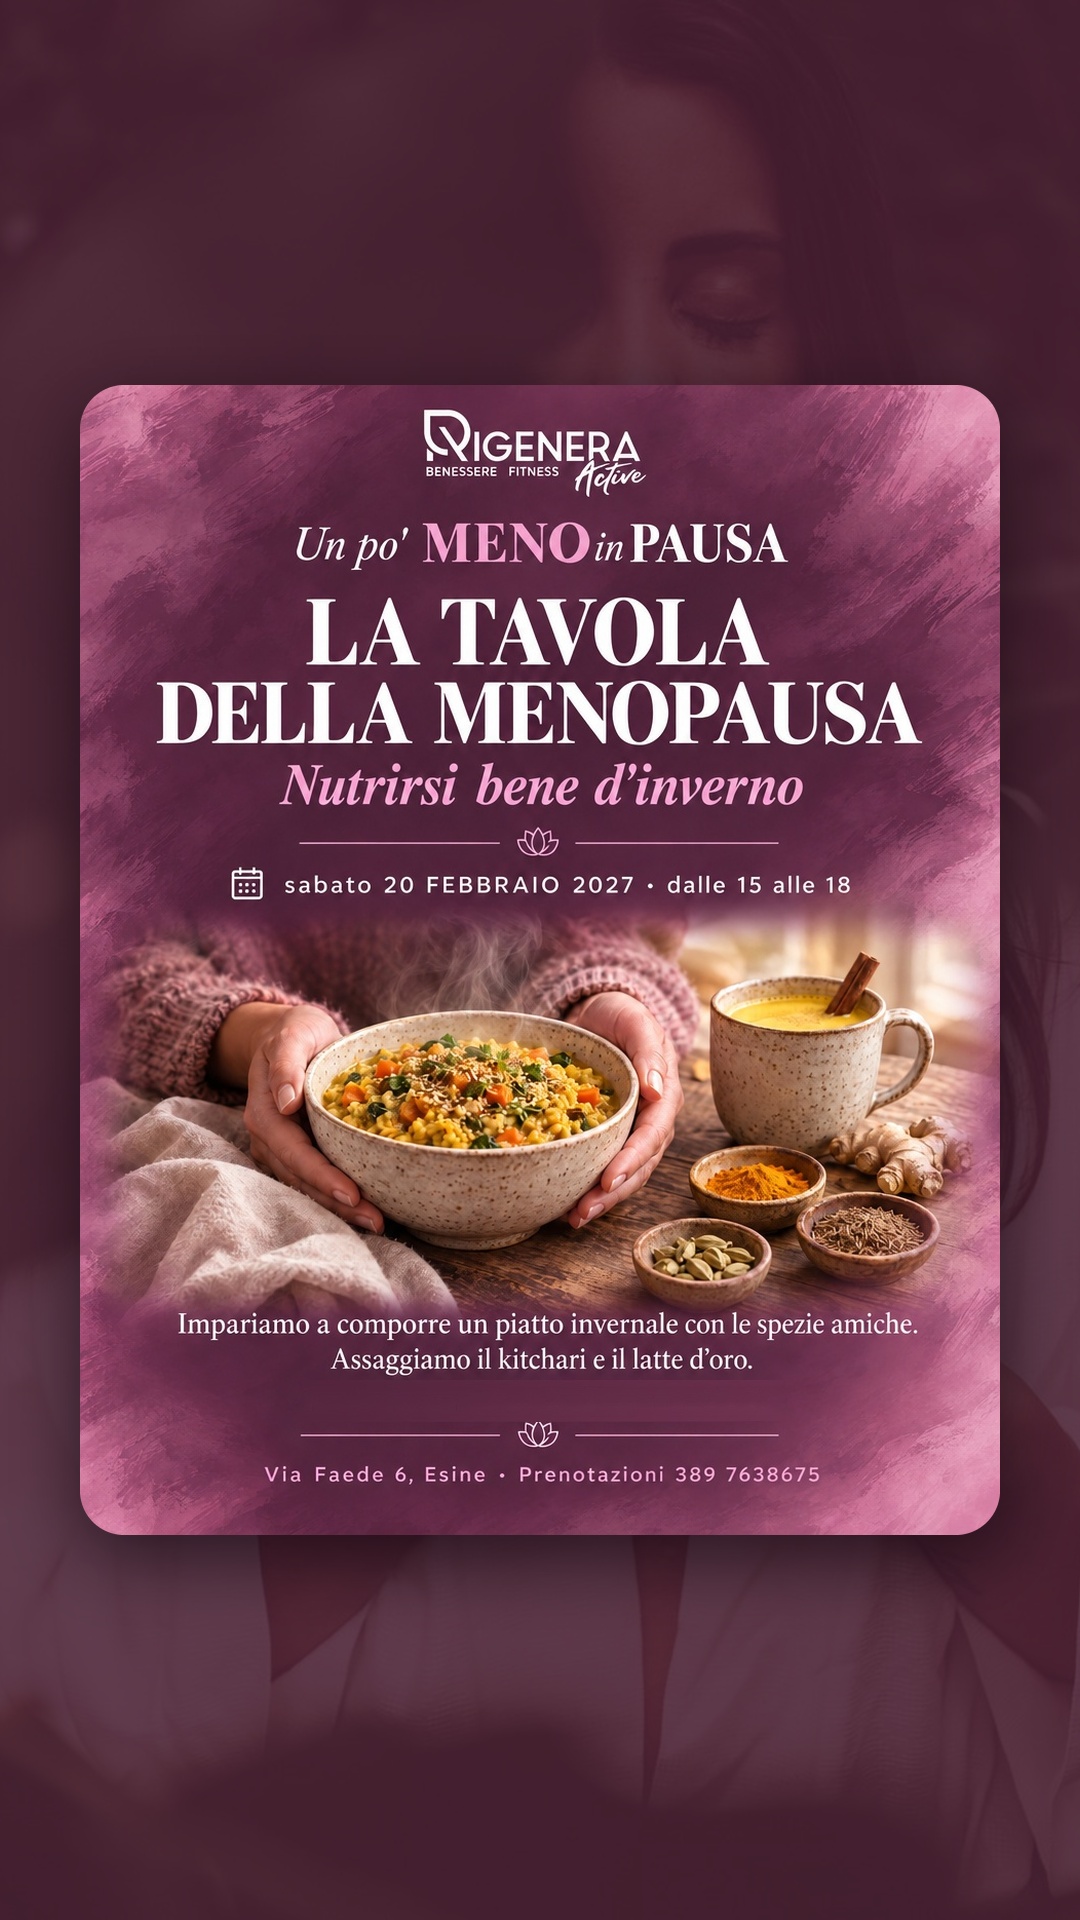 RIGENERA
BENESSERE FITNESS Active
Un po' MENO in PAUSA
LA TAVOLA
DELLA MENOPAUSA
Nutrirsi bene d’inverno
sabato 20 FEBBRAIO 2027 • dalle 15 alle 18
Impariamo a comporre un piatto invernale con le spezie amiche.
Assaggiamo il kitchari e il latte d’oro.
Via Faede 6, Esine • Prenotazioni 389 7638675